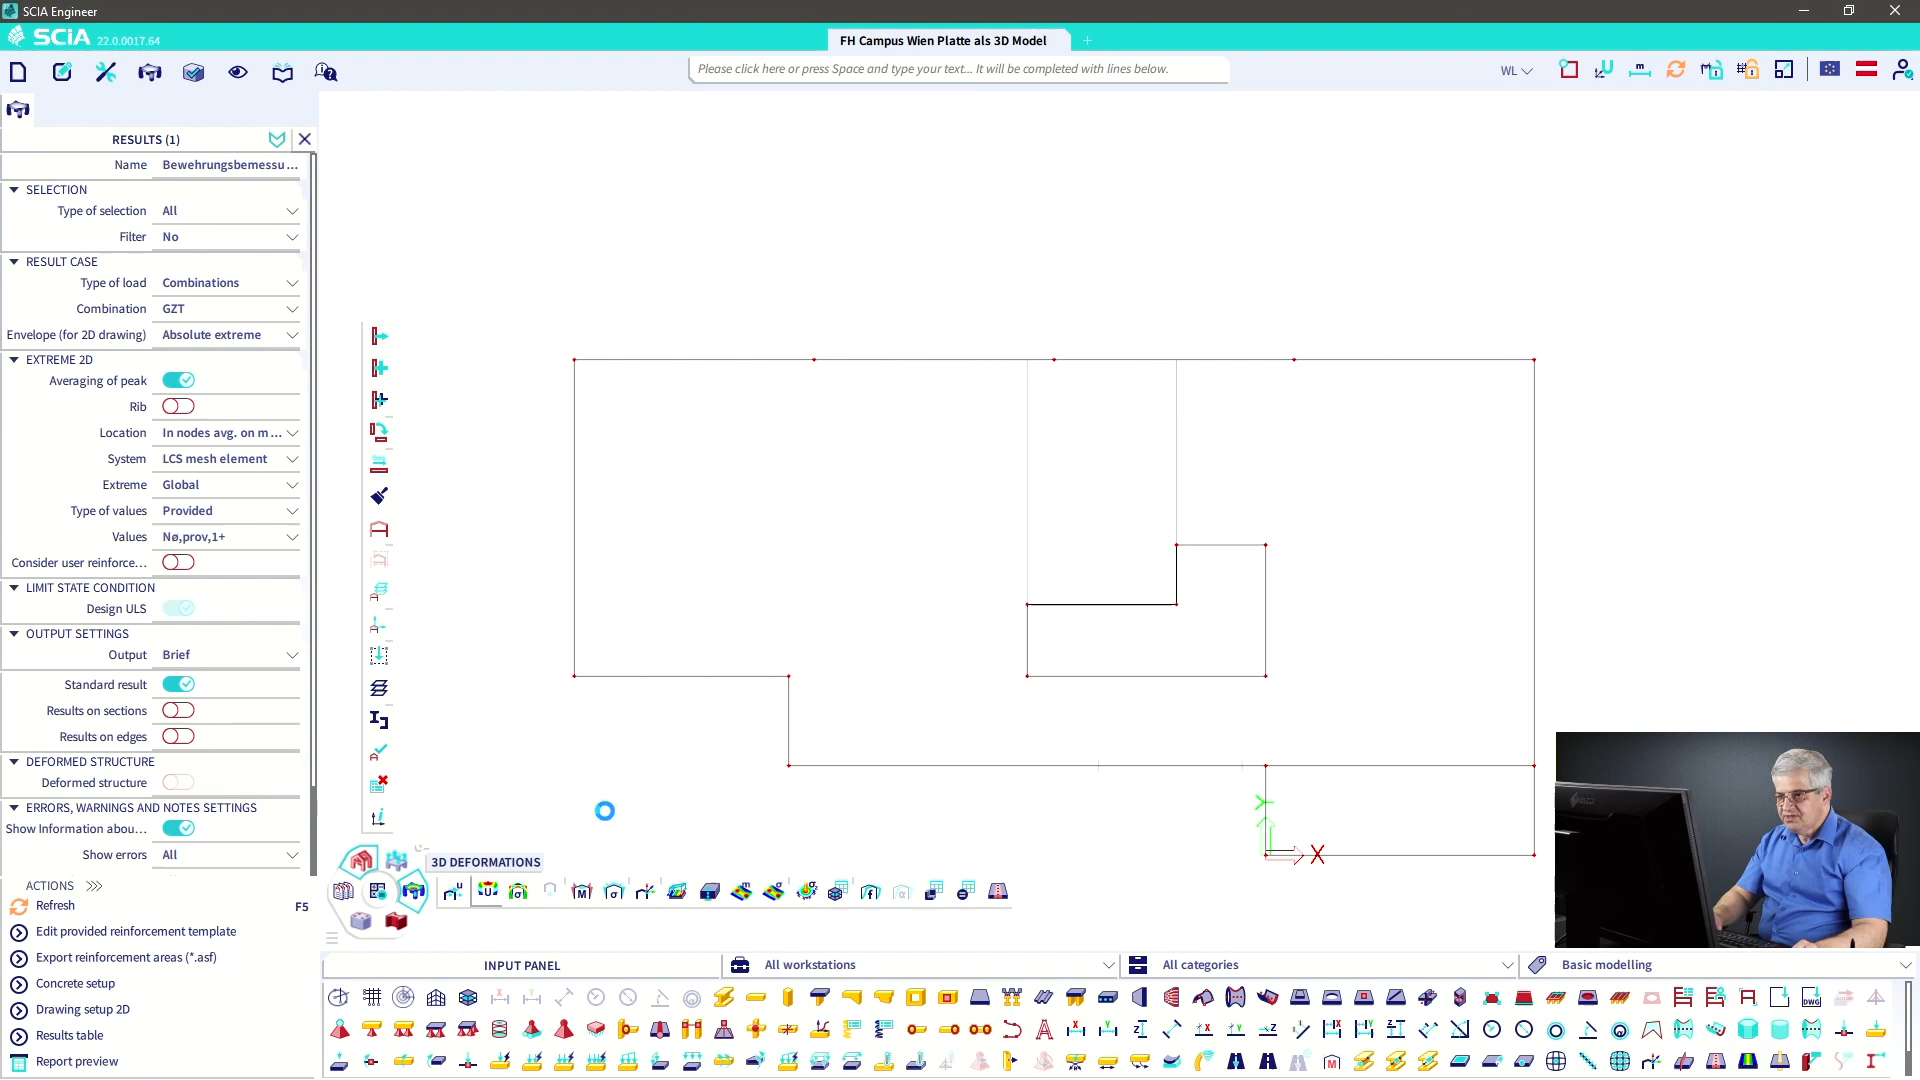 SCIA Engineer
SCIA 22.0.0017.64
FH Campus Wien Platte als 3D Model
Please click here or press Space and type your text... It will be completed with lines below.
WL
RESULTS (1)
Name Bewehrungsbemessu...
SELECTION
Type of selection All
Filter No
RESULT CASE
Type of load Combinations
Combination GZT
Envelope (for 2D drawing) Absolute extreme
EXTREME 2D
Averaging of peak
Rib
Location In nodes avg. on m...
System LCS mesh element
Extreme Global
Type of values Provided
Values Nø,prov,1+
Consider user reinforce...
LIMIT STATE CONDITION
Design ULS
OUTPUT SETTINGS
Output Brief
Standard result
Results on sections
Results on edges
DEFORMED STRUCTURE
Deformed structure
ERRORS, WARNINGS AND NOTES SETTINGS
Show Information abou...
Show errors All
ACTIONS >>>
Refresh F5
Edit provided reinforcement template
Export reinforcement areas (*.asf)
Concrete setup
Drawing setup 2D
Results table
Report preview
Y
X
3D DEFORMATIONS
INPUT PANEL All workstations All categories Basic modelling